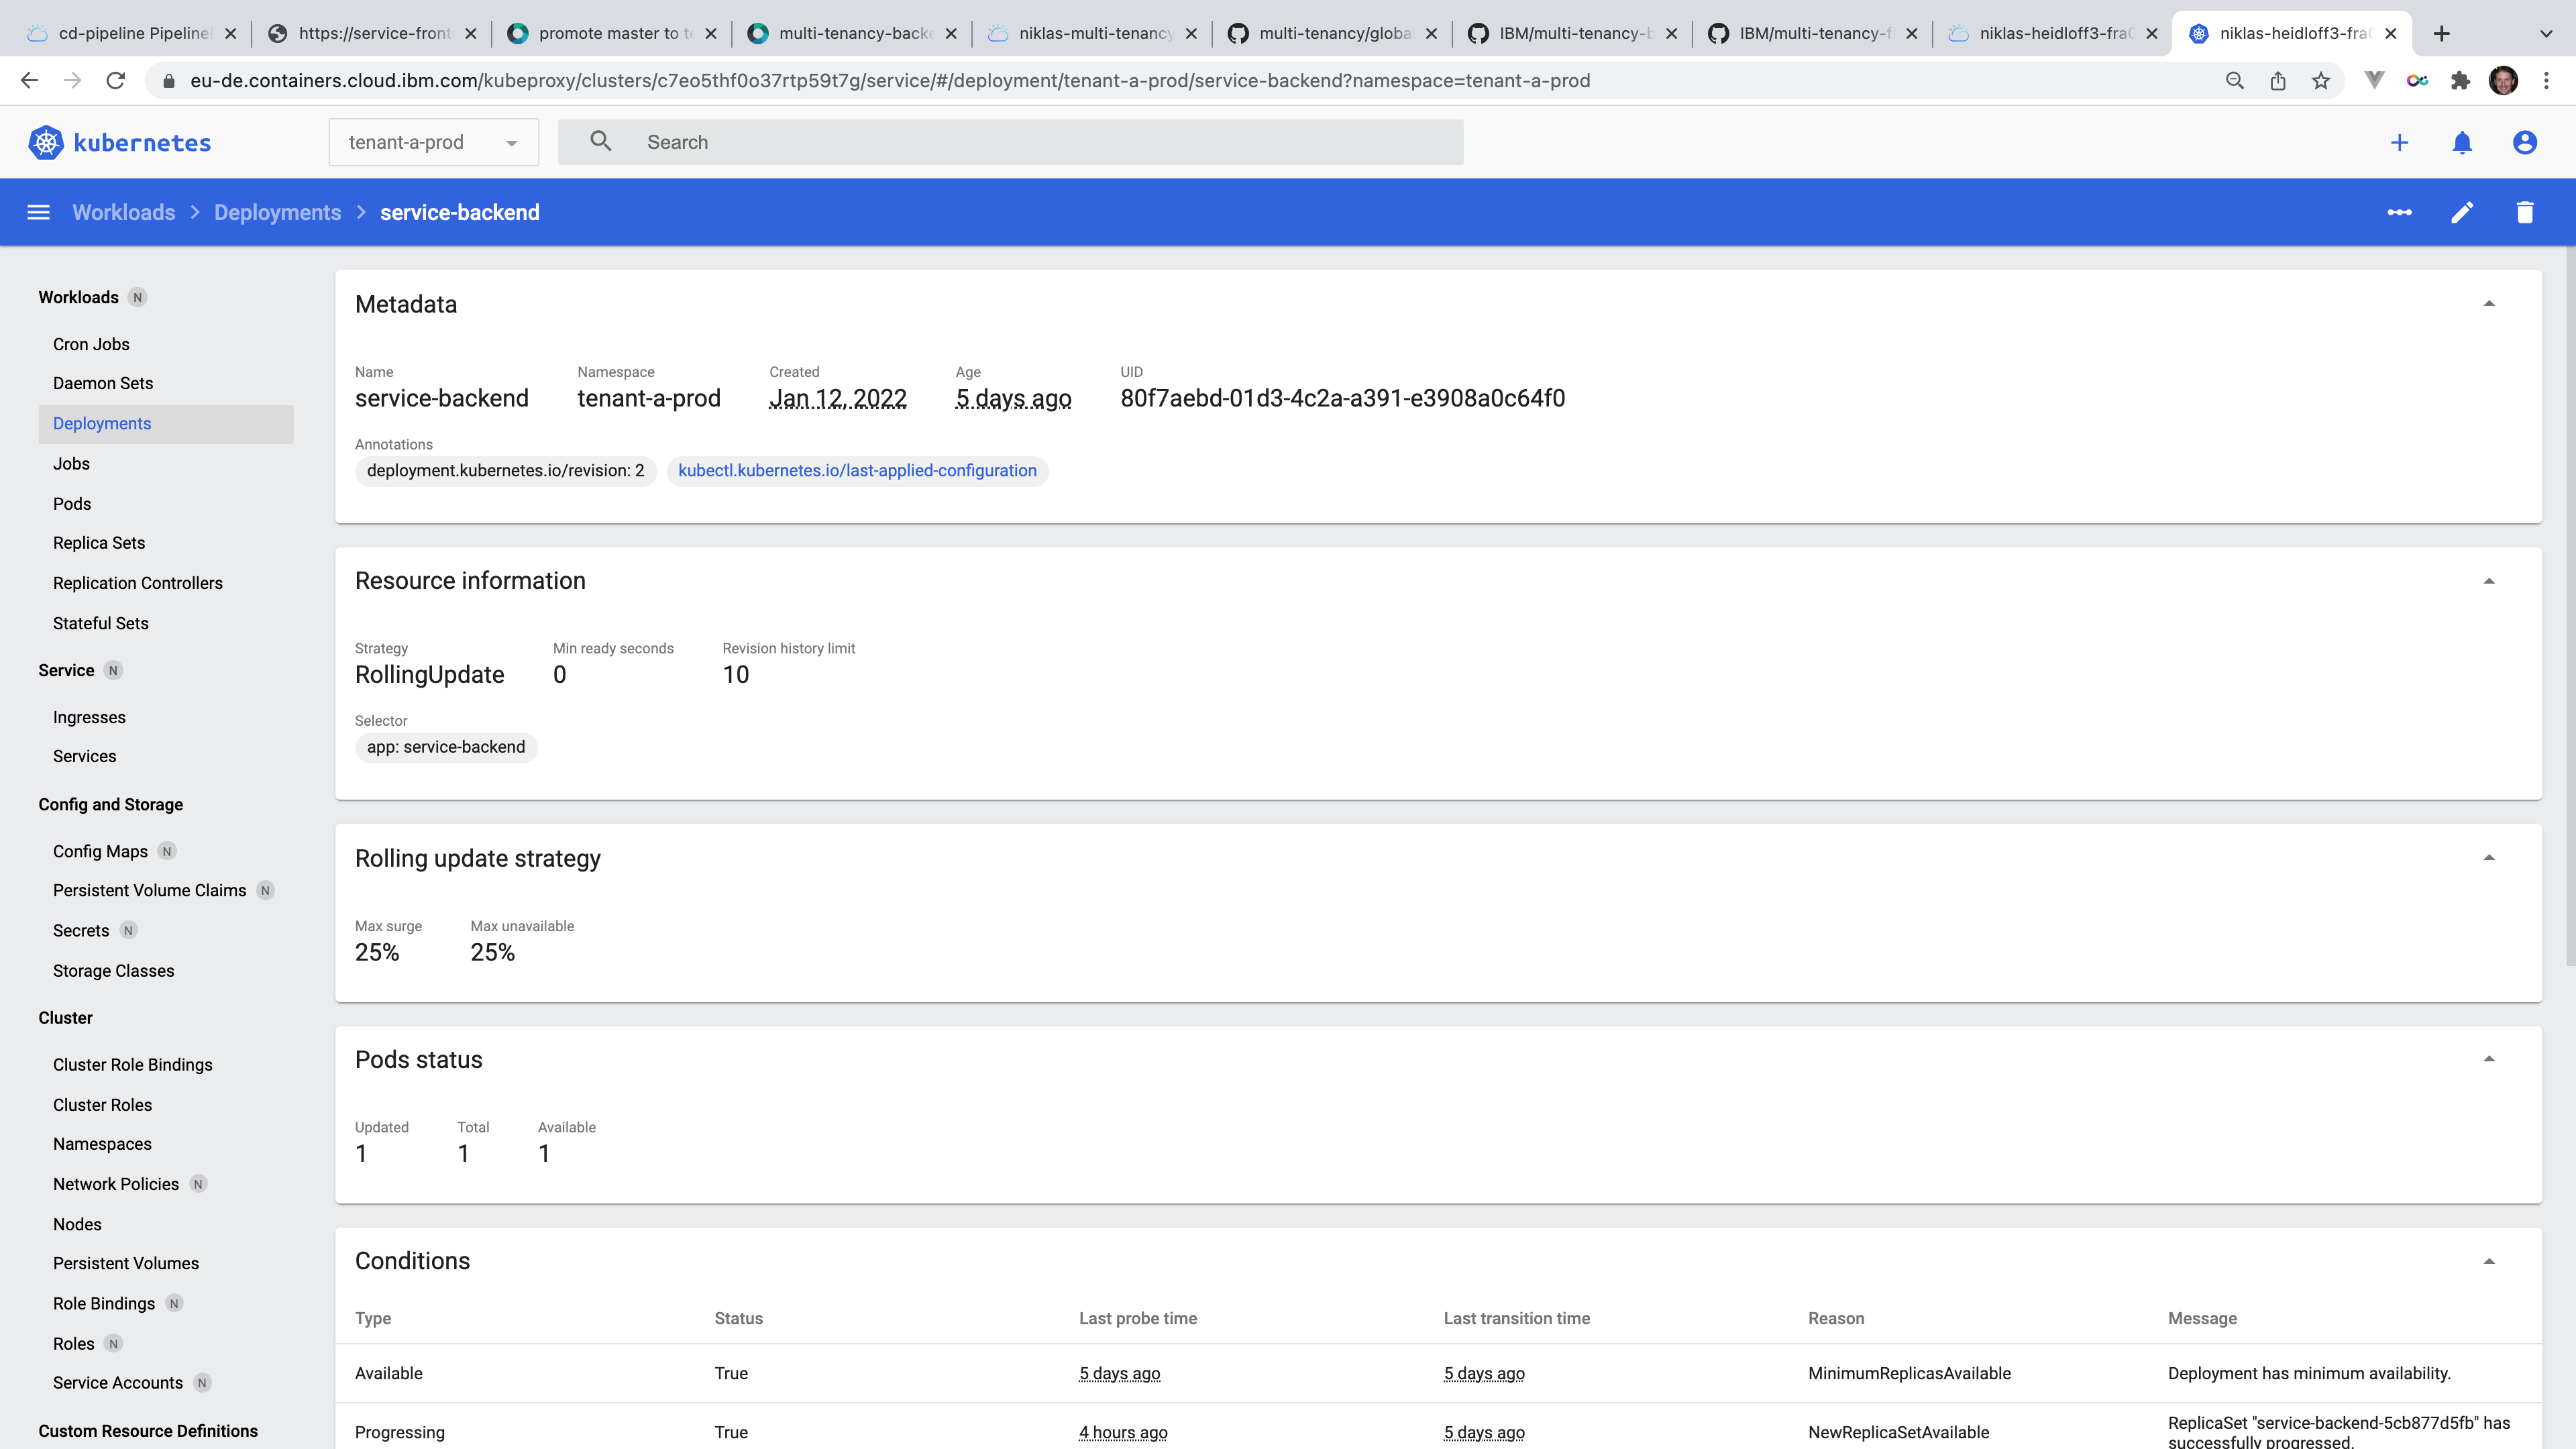 cd-pipeline Pipeline
https://service-front
promote master to te
multi-tenancy-backe
niklas-multi-tenancy
multi-tenancy/globa
IBM/multi-tenancy-b
IBM/multi-tenancy-f
niklas-heidloff3-fra0
niklas-heidloff3-fra0
eu-de.containers.cloud.ibm.com/kubeproxy/clusters/c7eo5thf0o37rtp59t7g/service/#/deployment/tenant-a-prod/service-backend?namespace=tenant-a-prod
kubernetes
tenant-a-prod
Search
Workloads
Deployments
service-backend
Workloads N
Cron Jobs
Daemon Sets
Deployments
Jobs
Pods
Replica Sets
Replication Controllers
Stateful Sets
Service N
Ingresses
Services
Config and Storage
Config Maps N
Persistent Volume Claims N
Secrets N
Storage Classes
Cluster
Cluster Role Bindings
Cluster Roles
Namespaces
Network Policies N
Nodes
Persistent Volumes
Role Bindings N
Roles N
Service Accounts N
Custom Resource Definitions
Metadata
Name Namespace Created Age UID
service-backend tenant-a-prod Jan 12, 2022 5 days ago 80f7aebd-01d3-4c2a-a391-e3908a0c64f0
Annotations
deployment.kubernetes.io/revision: 2 kubectl.kubernetes.io/last-applied-configuration
Resource information
Strategy Min ready seconds Revision history limit
RollingUpdate 0 10
Selector
app: service-backend
Rolling update strategy
Max surge Max unavailable
25% 25%
Pods status
Updated Total Available
1 1 1
Conditions
Type Status Last probe time Last transition time Reason Message
Available True 5 days ago 5 days ago MinimumReplicasAvailable Deployment has minimum availability.
Progressing True 4 hours ago 5 days ago NewReplicaSetAvailable ReplicaSet "service-backend-5cb877d5fb" has
successfully progressed.